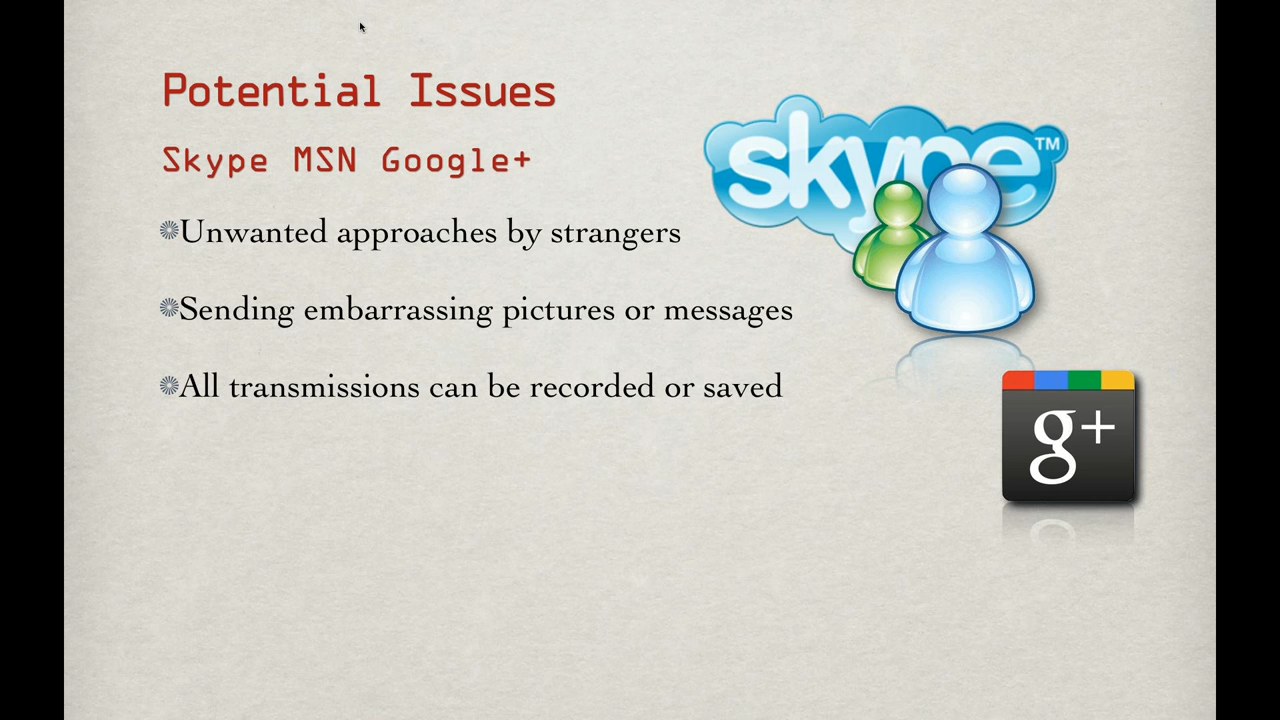 Potential Issues
Skype MSN Google+
Unwanted approaches by strangers
Sending embarrassing pictures or messages
All transmissions can be recorded or saved
skype™
g+